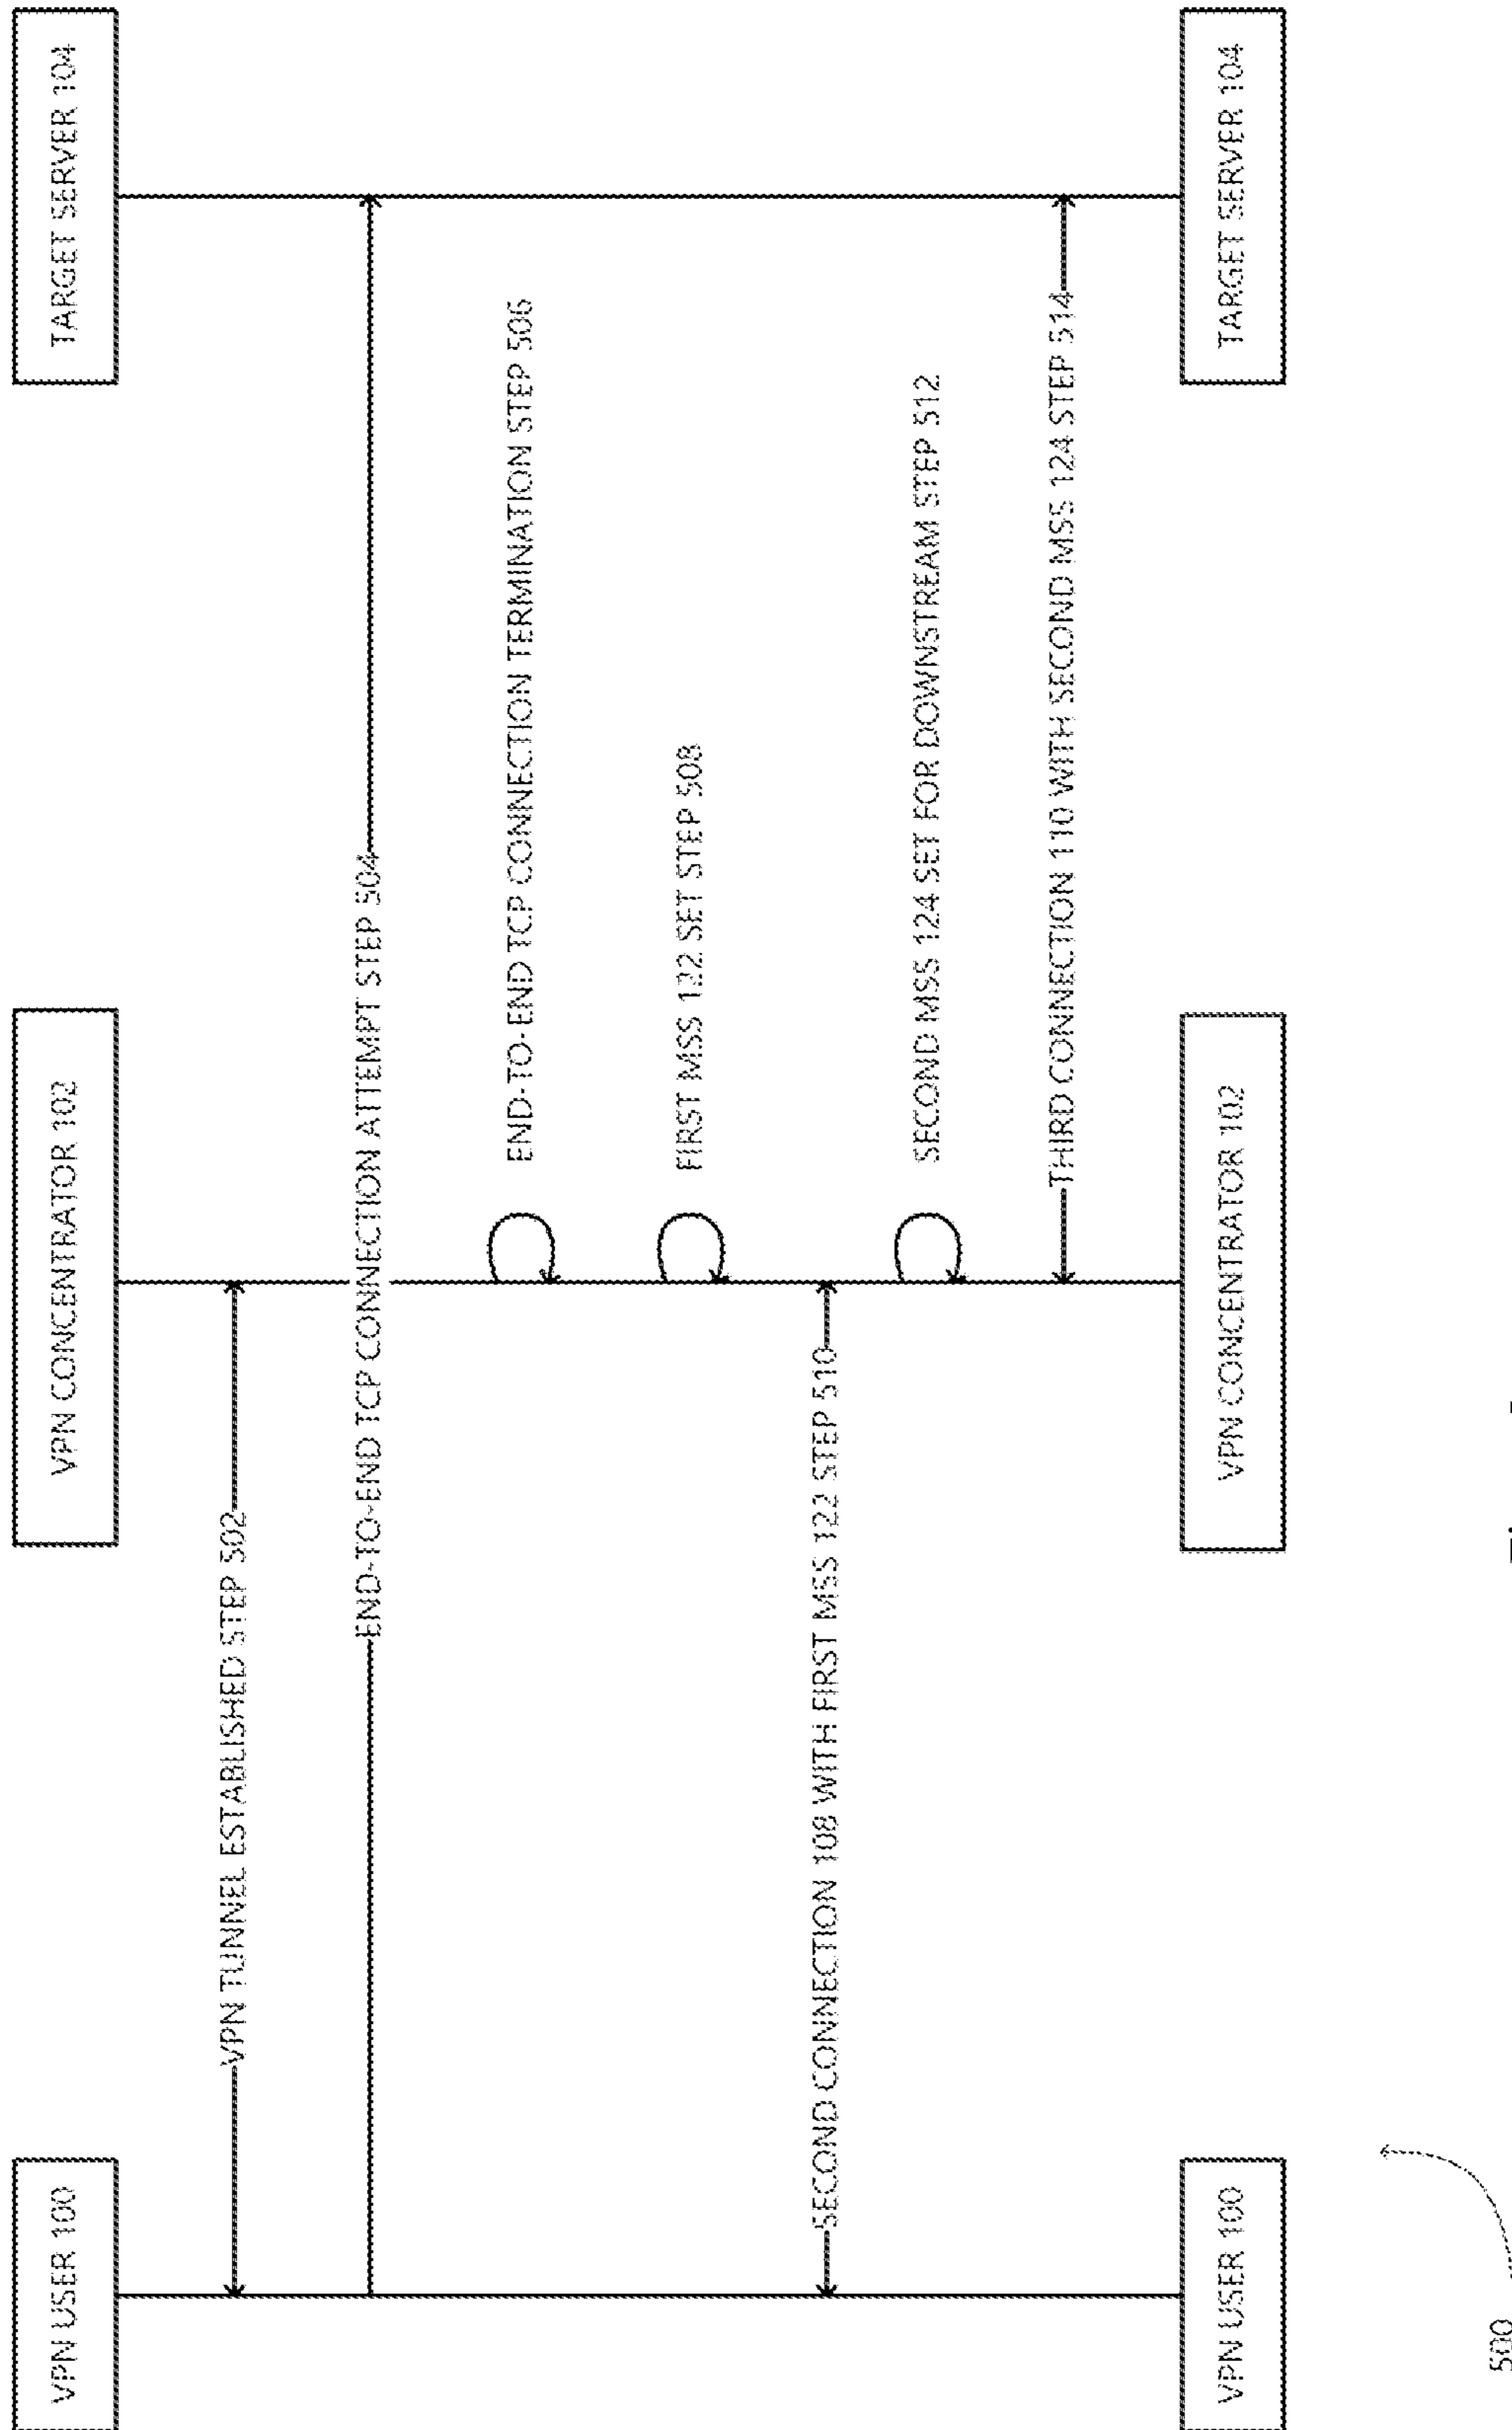 VPN USER 100
VPN CONCENTRATOR 102
TARGET SERVER 104
VPN TUNNEL ESTABLISHED STEP 502
END-TO-END TCP CONNECTION ATTEMPT STEP 504
END-TO-END TCP CONNECTION TERMINATION STEP 506
FIRST MSS 122 SET STEP 508
SECOND CONNECTION 108 WITH FIRST MSS 122 STEP 510
SECOND MSS 124 SET FOR DOWNSTREAM STEP 512
THIRD CONNECTION 110 WITH SECOND MSS 124 STEP 514
VPN USER 100
VPN CONCENTRATOR 102
TARGET SERVER 104
500